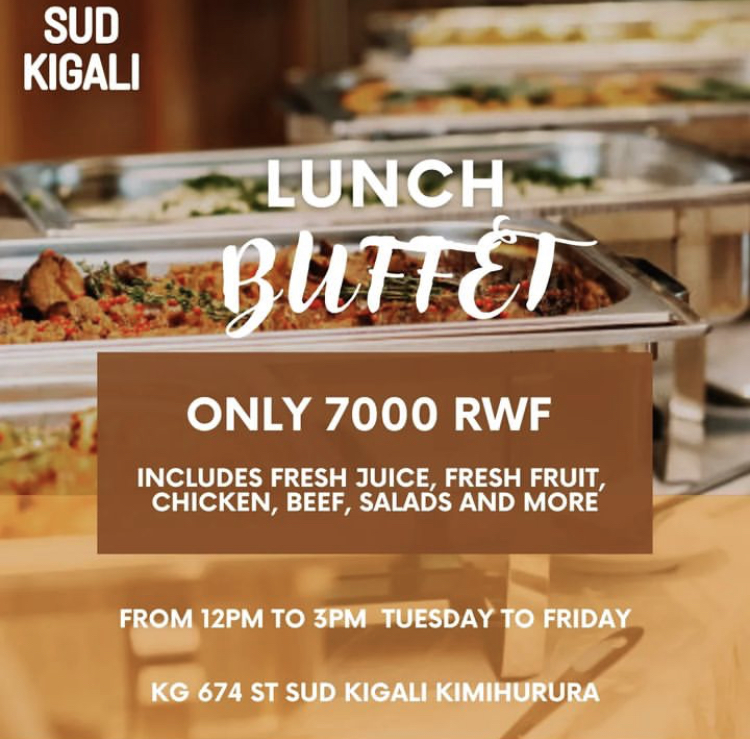 SUD
KIGALI
LUNCH
BUFFET
ONLY 7000 RWF
INCLUDES FRESH JUICE, FRESH FRUIT,
CHICKEN, BEEF, SALADS AND MORE
FROM 12PM TO 3PM TUESDAY TO FRIDAY
KG 674 ST SUD KIGALI KIMIHURURA